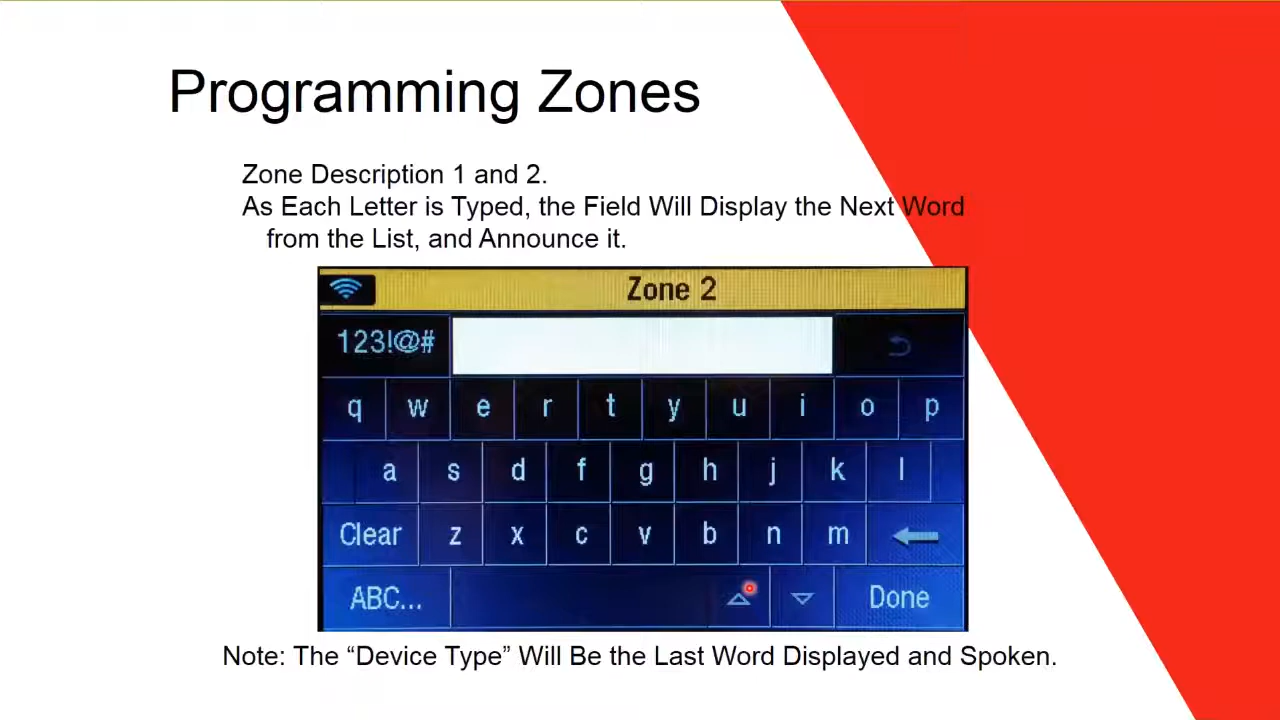 Programming Zones
Zone Description 1 and 2.
As Each Letter is Typed, the Field Will Display the Next Word
from the List, and Announce it.
Zone 2
123!@#
q w e r t y u i o p
a s d f g h j k l
Clear z x c v b n m
ABC... Done
Note: The “Device Type” Will Be the Last Word Displayed and Spoken.